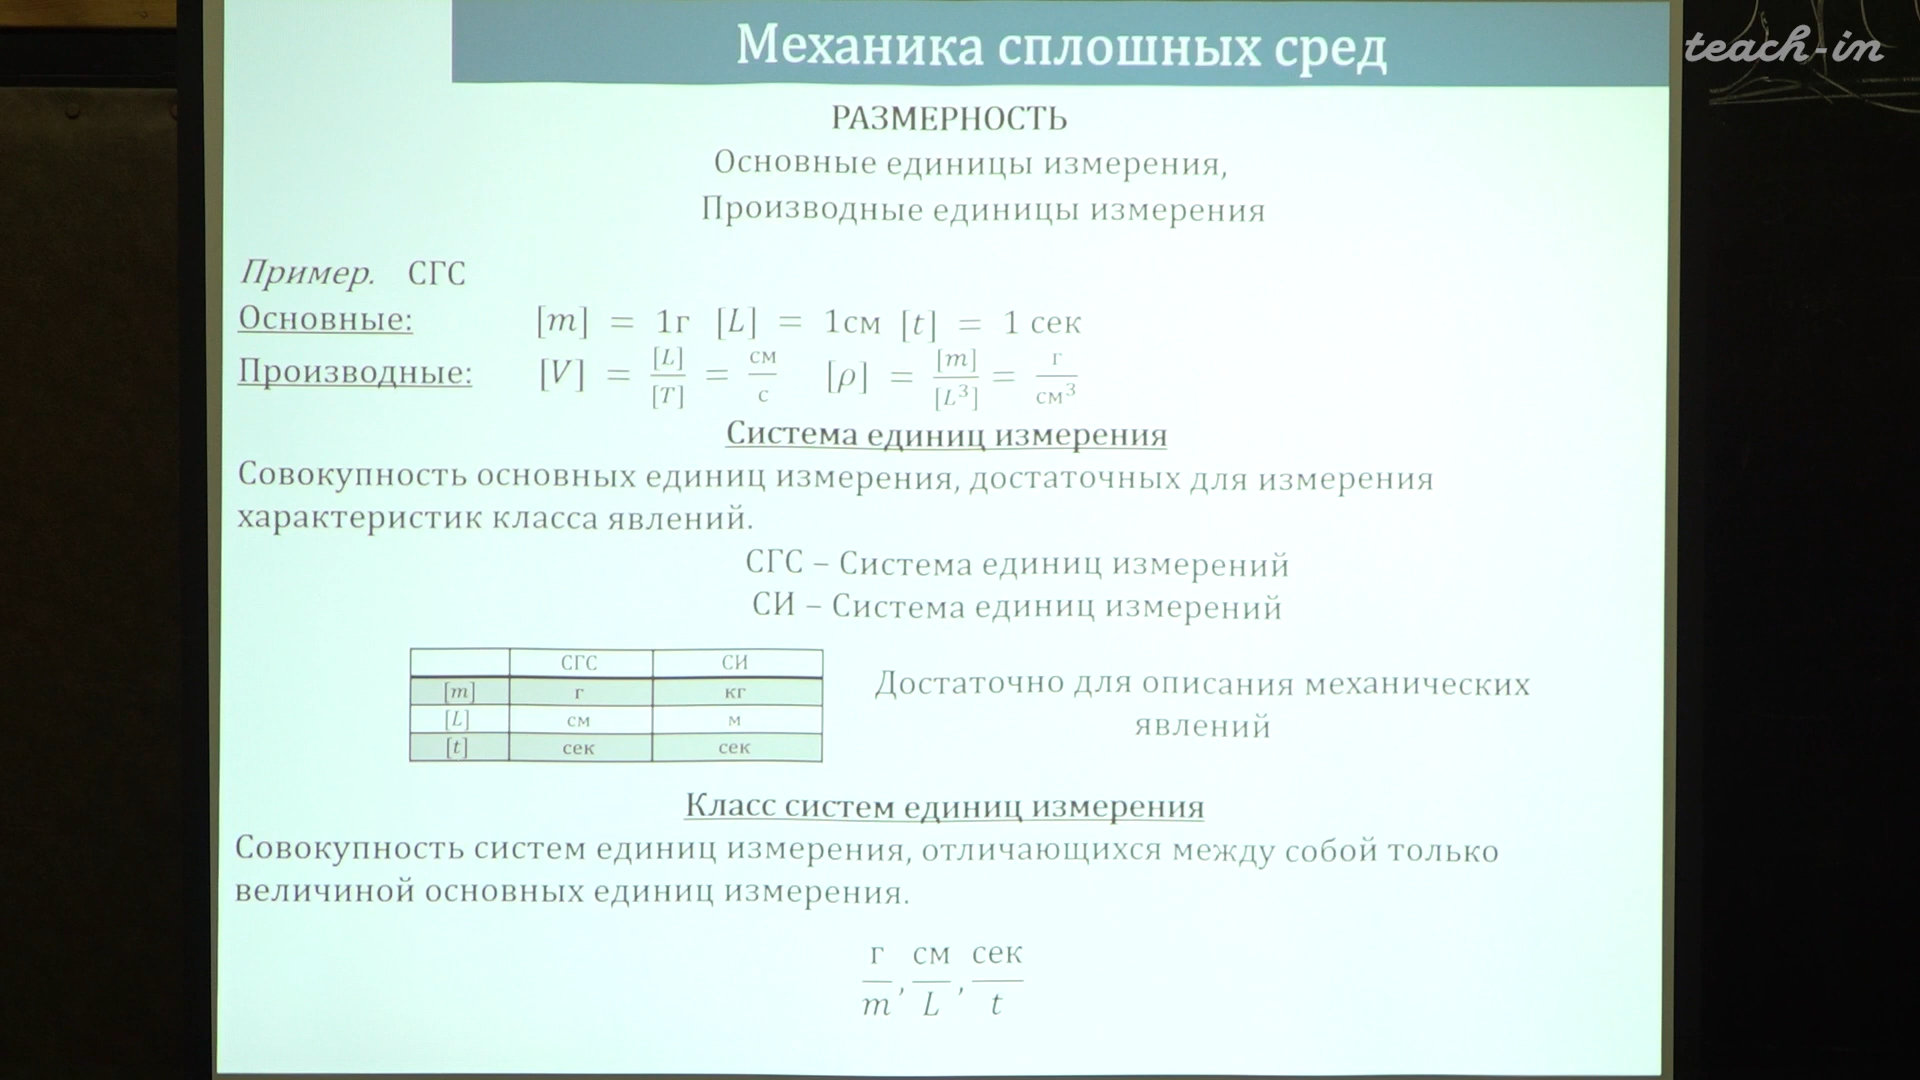 Механика сплошных сред
teach-in
РАЗМЕРНОСТЬ
Основные единицы измерения,
Производные единицы измерения
Пример. СГС
Основные: [m] = 1г [L] = 1см [t] = 1 сек
Производные: [V] = [L]/[T] = см/с [ρ] = [m]/[L³] = г/см³
Система единиц измерения
Совокупность основных единиц измерения, достаточных для измерения
характеристик класса явлений.
СГС – Система единиц измерений
СИ – Система единиц измерений
СГС СИ
[m] г кг
[L] см м
[t] сек сек
Достаточно для описания механических
явлений
Класс систем единиц измерения
Совокупность систем единиц измерения, отличающихся между собой только
величиной основных единиц измерения.
г/m, см/L, сек/t